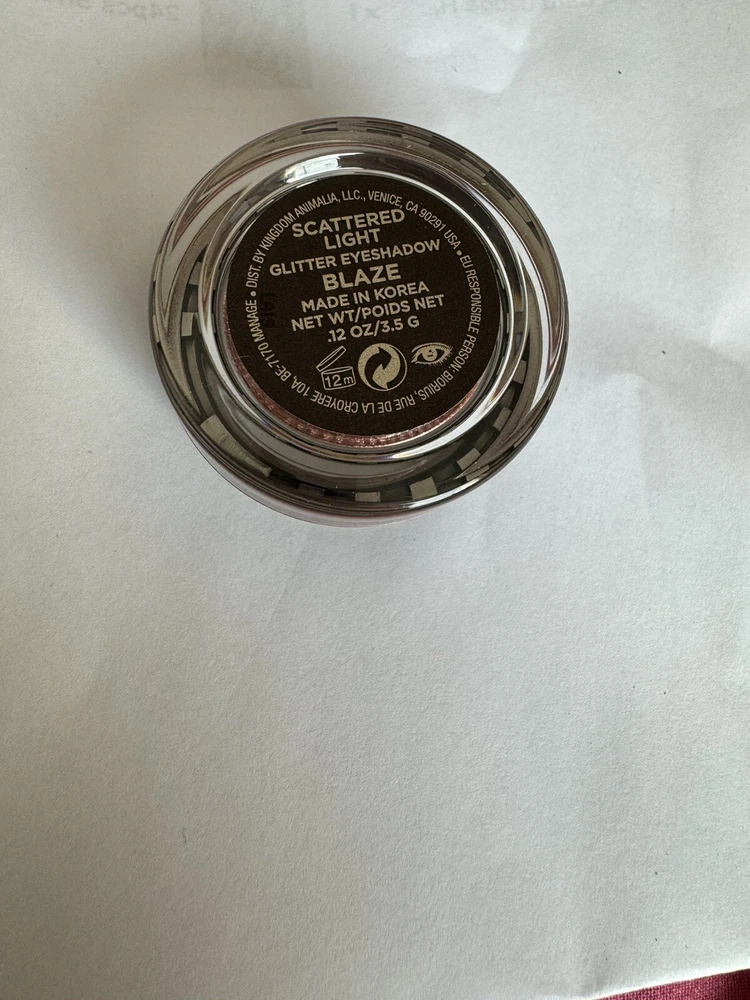 SCATTERED
LIGHT
GLITTER EYESHADOW
BLAZE
MADE IN KOREA
NET WT/POIDS NET
.12 OZ/3.5 G
12m
• DIST. BY KINGDOM ANIMALIA, LLC., VENICE, CA 90291 USA • EU RESPONSIBLE PERSON: BIORIUS, RUE DE LA CROYERE 10A, BE-7170 MANAGE
24pcs